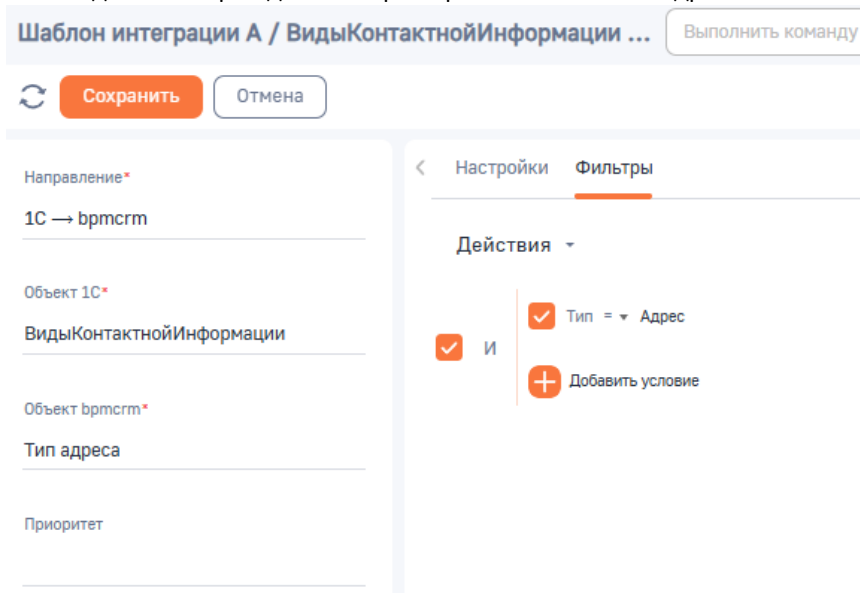 Шаблон интеграции А / ВидыКонтактнойИнформации ...
Выполнить команду
Сохранить
Отмена
Направление*
1С → bpmcrm
Объект 1С*
ВидыКонтактнойИнформации
Объект bpmcrm*
Тип адреса
Приоритет
Настройки Фильтры
Действия
И
Тип = Адрес
Добавить условие